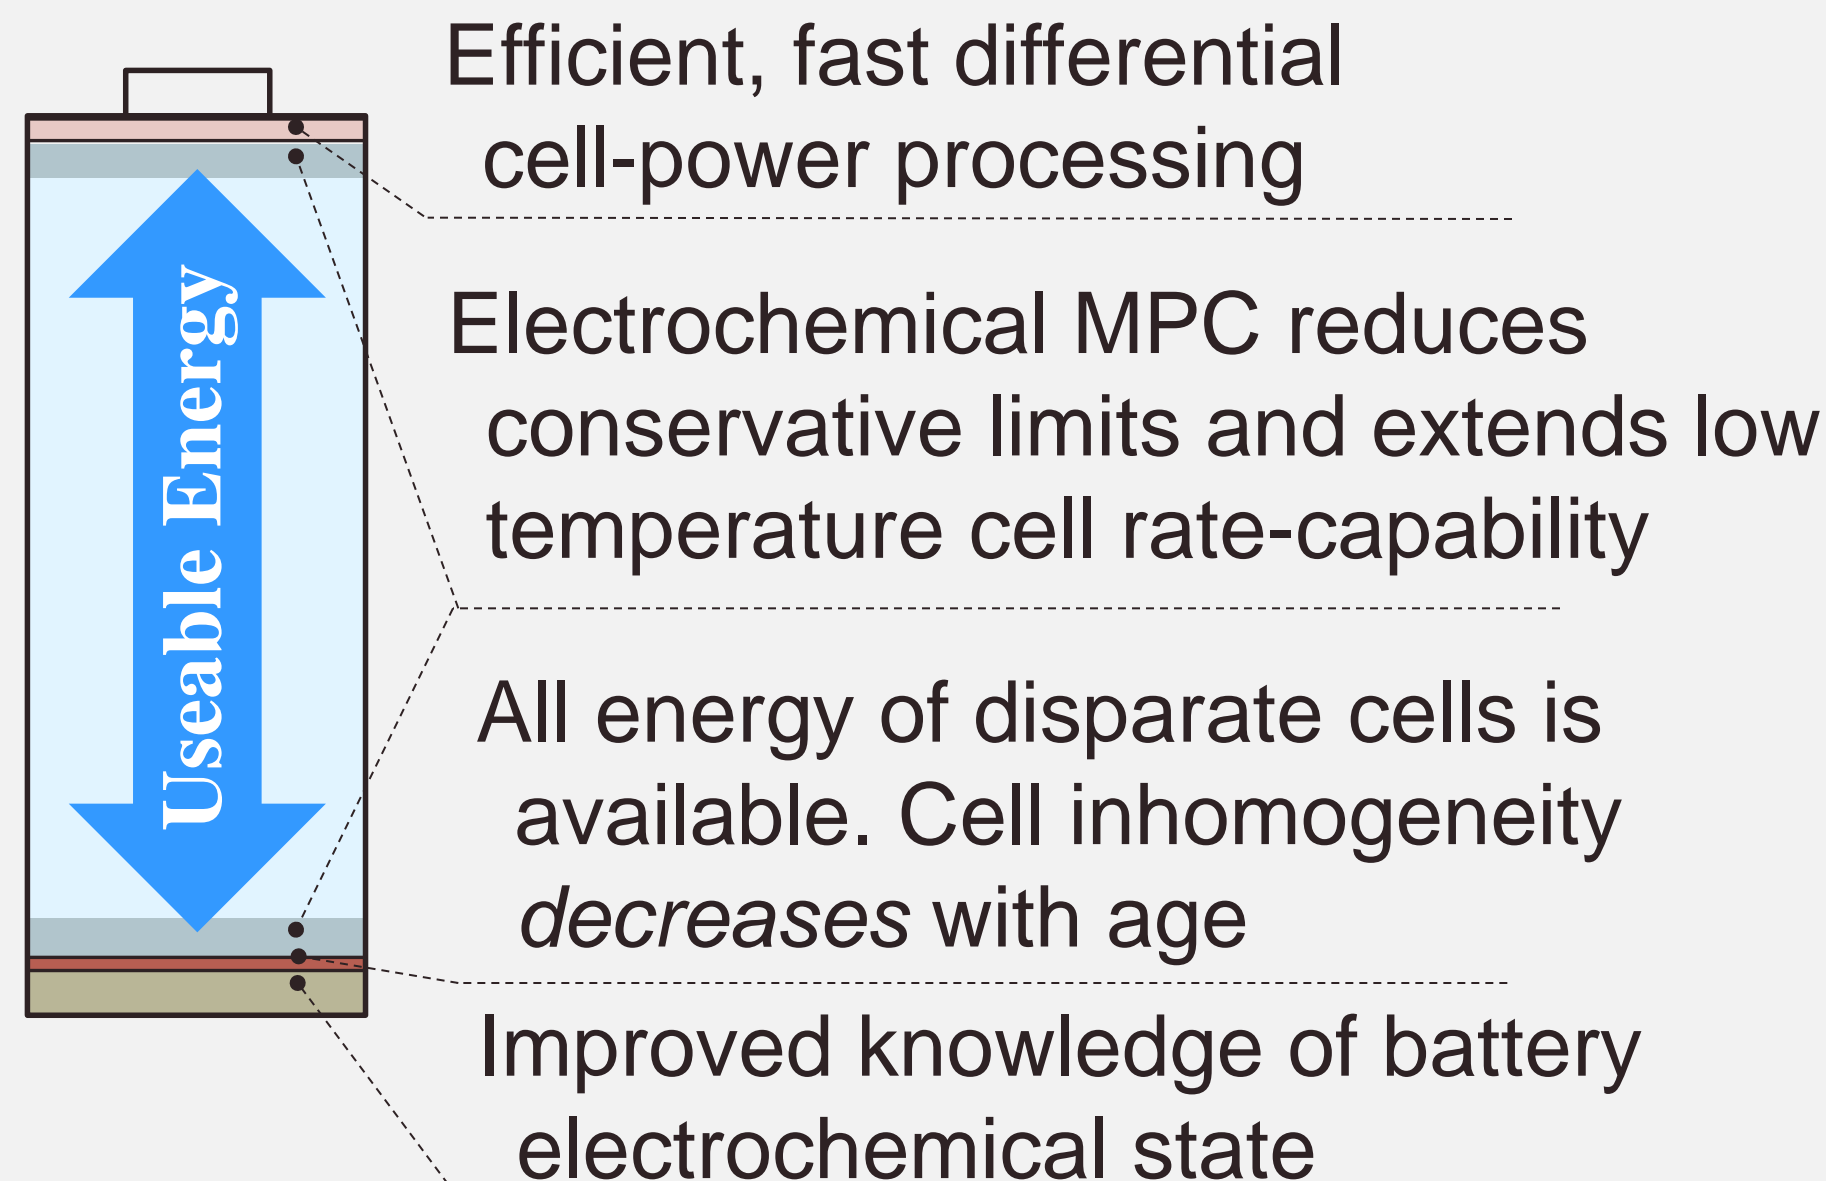 Efficient, fast differential
cell-power processing
Useable Energy
Electrochemical MPC reduces
conservative limits and extends low
temperature cell rate-capability
All energy of disparate cells is
available. Cell inhomogeneity
decreases with age
Improved knowledge of battery
electrochemical state